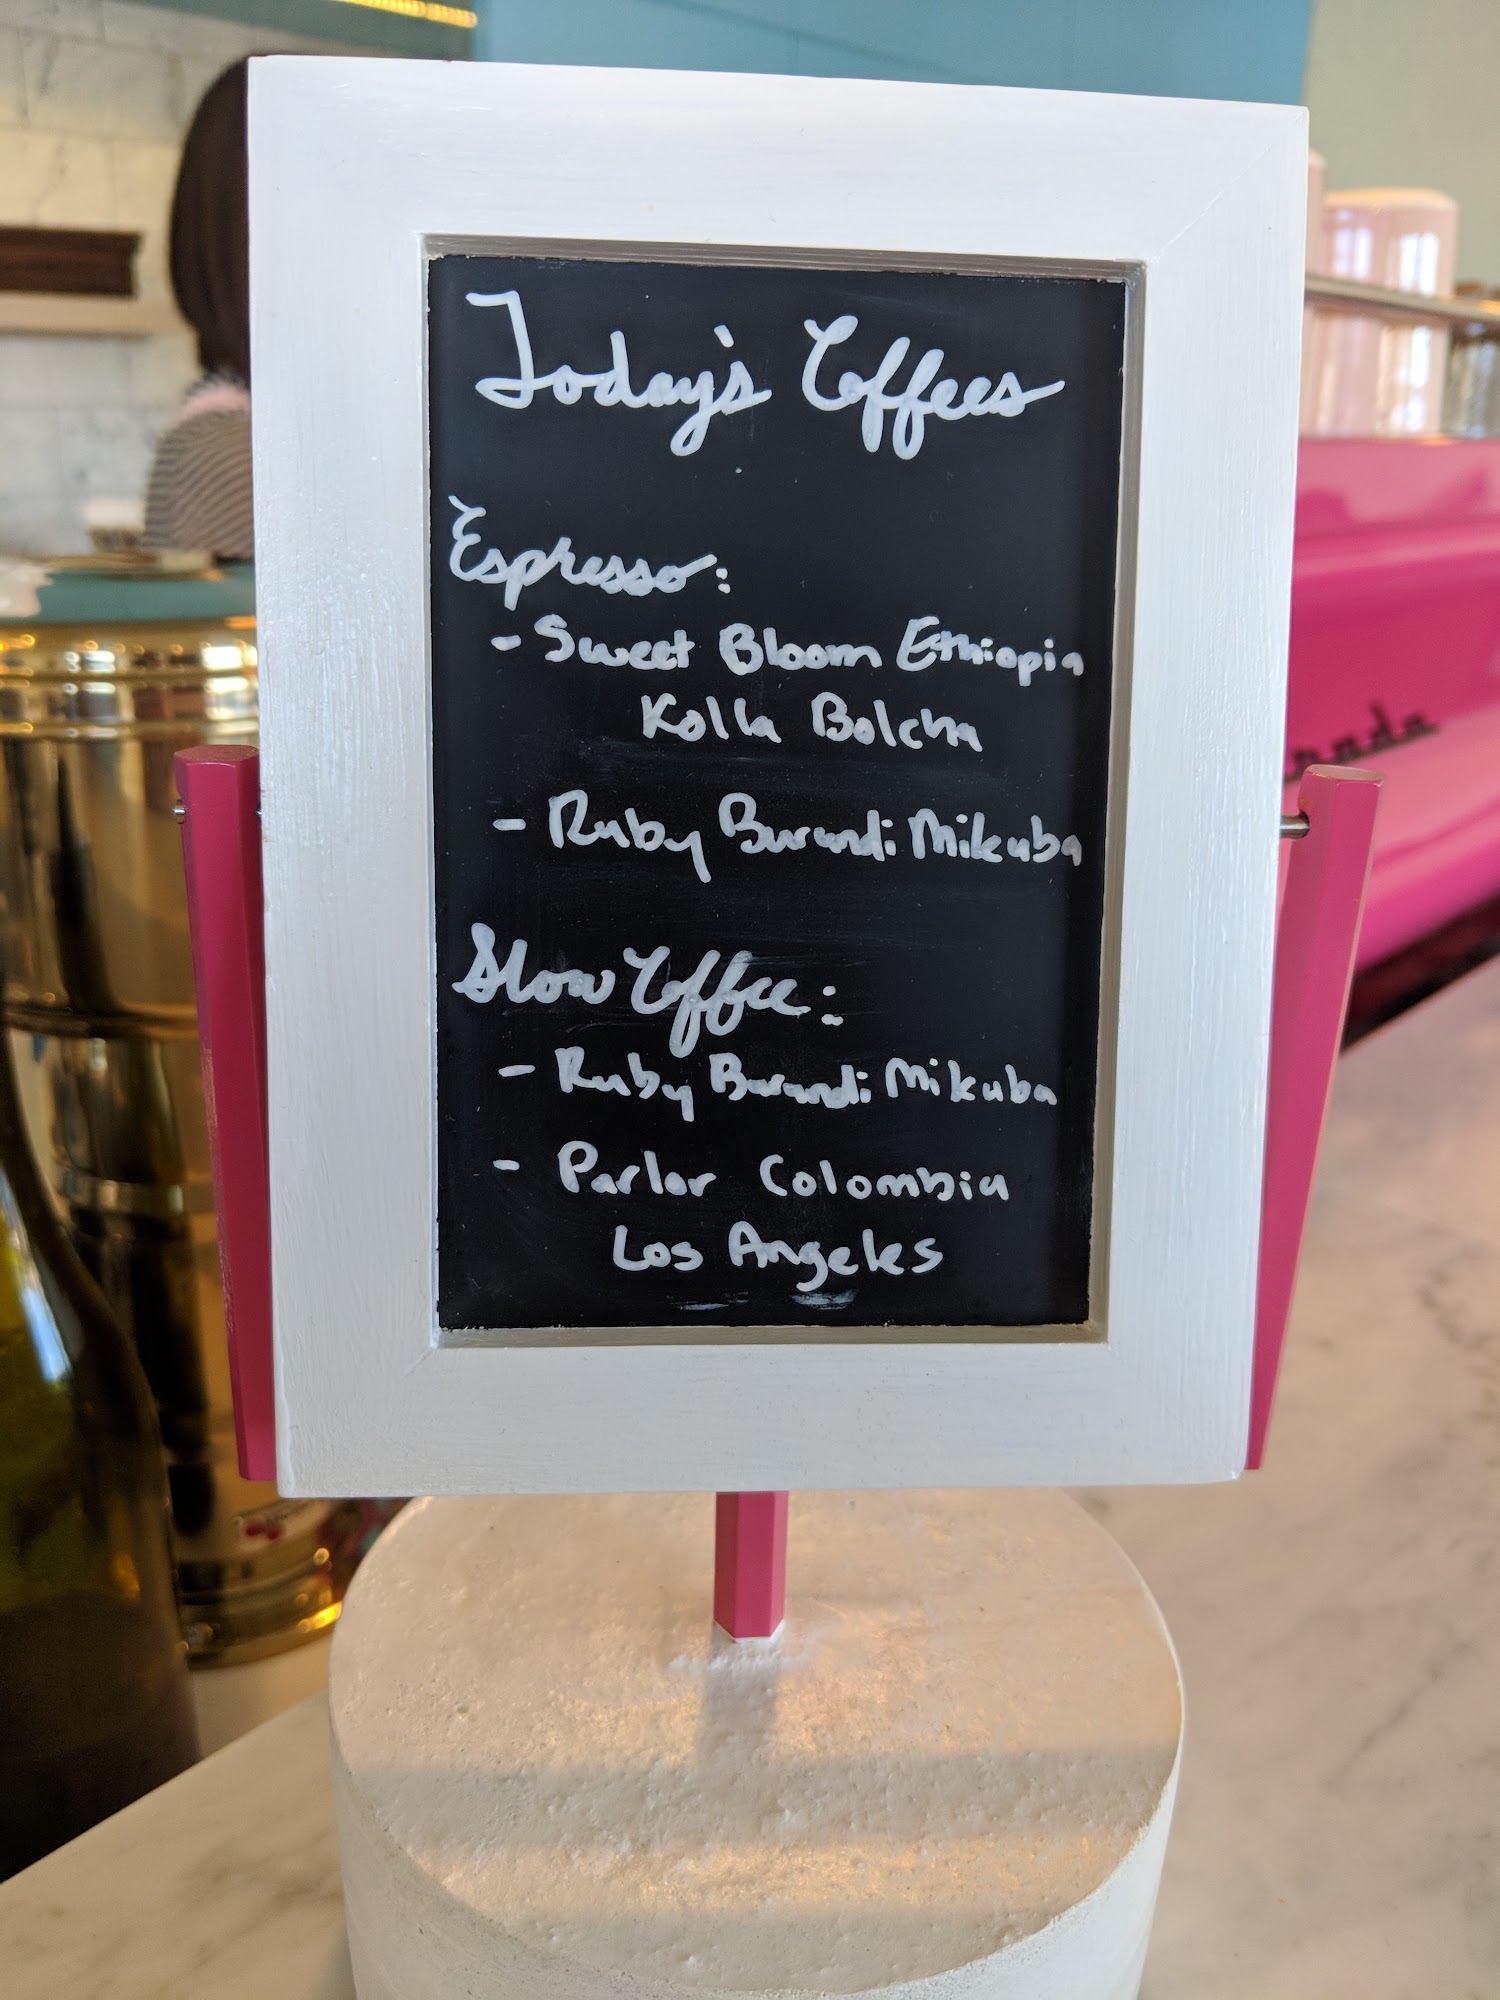 Today's Coffees
Espresso:
- Sweet Bloom Ethiopia
Kolla Bolcha
- Ruby Burundi Mikuba
Slow Coffee:
- Ruby Burundi Mikuba
- Parlor Colombia
Los Angeles